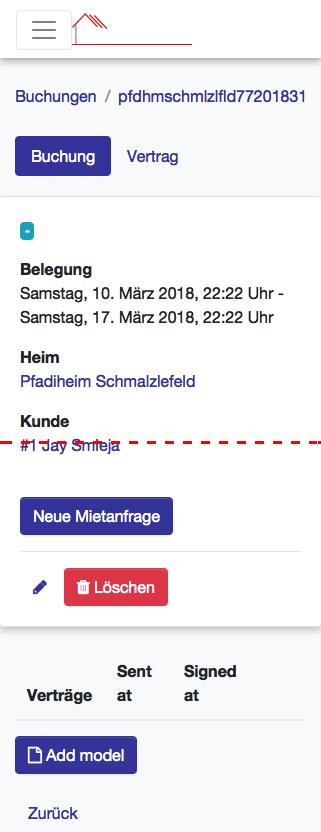 Buchungen / pfdhmschmlzlfld77201831
Buchung Vertrag
-
Belegung
Samstag, 10. März 2018, 22:22 Uhr -
Samstag, 17. März 2018, 22:22 Uhr
Heim
Pfadiheim Schmalzlefeld
Kunde
#1 Jay Smieja
Neue Mietanfrage
Löschen
Verträge Sent at Signed at
Add model
Zurück